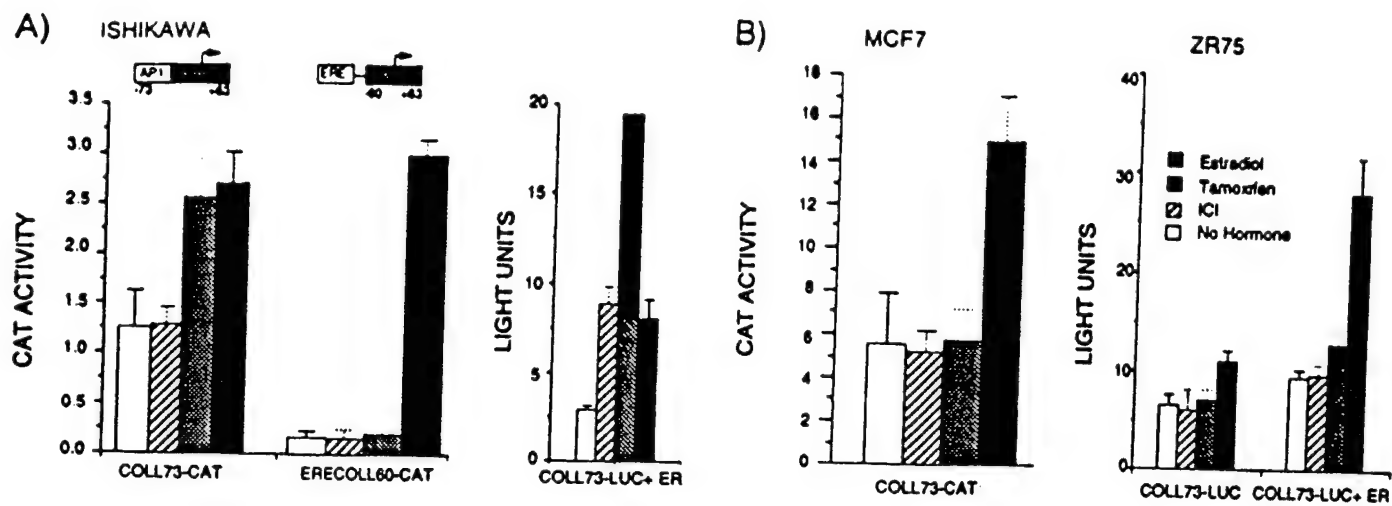 A) ISHIKAWA
AP1
-73 +63
ERE
-60 +63
CAT ACTIVITY
3.5
3.0
2.5
2.0
1.5
1.0
0.5
0.0
COLL73-CAT ERECOLL60-CAT
LIGHT UNITS
20
15
10
5
0
COLL73-LUC+ ER
B) MCF7
CAT ACTIVITY
18
16
14
12
10
8
6
4
2
0
COLL73-CAT
ZR75
LIGHT UNITS
40
30
20
10
0
Estradiol
Tamoxifen
ICI
No Hormone
COLL73-LUC COLL73-LUC+ ER